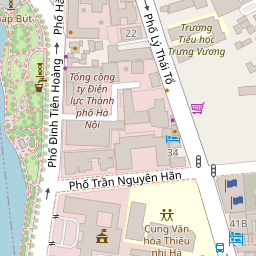 háp Bút
Phố Hà
22
Phố Lý Thái Tổ
Trường
Tiểu học
Trưng Vương
Tổng công
ty Điện
lực Thành
phố Hà
Nội
Phố Đinh Tiên Hoàng
34
Phố Trần Nguyên Hãn
Cung Văn
hóa Thiếu
nhi Hà
41B